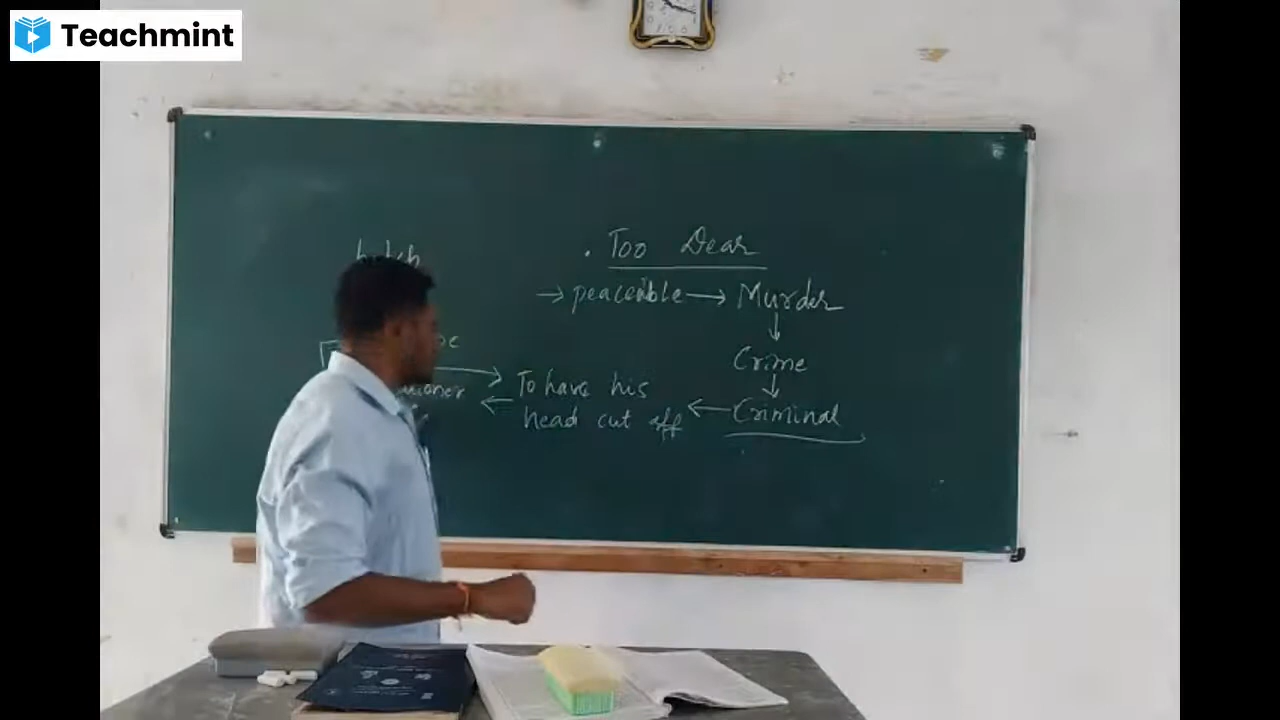 Teachmint
. Too Dear
→ peaceable → Murder
↓
Crime
↓
To have his
head cut off ← Criminal